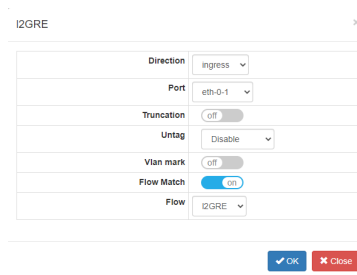 l2GRE ×
Direction ingress
Port eth-0-1
Truncation off
Untag Disable
Vlan mark off
Flow Match on
Flow l2GRE
OK Close